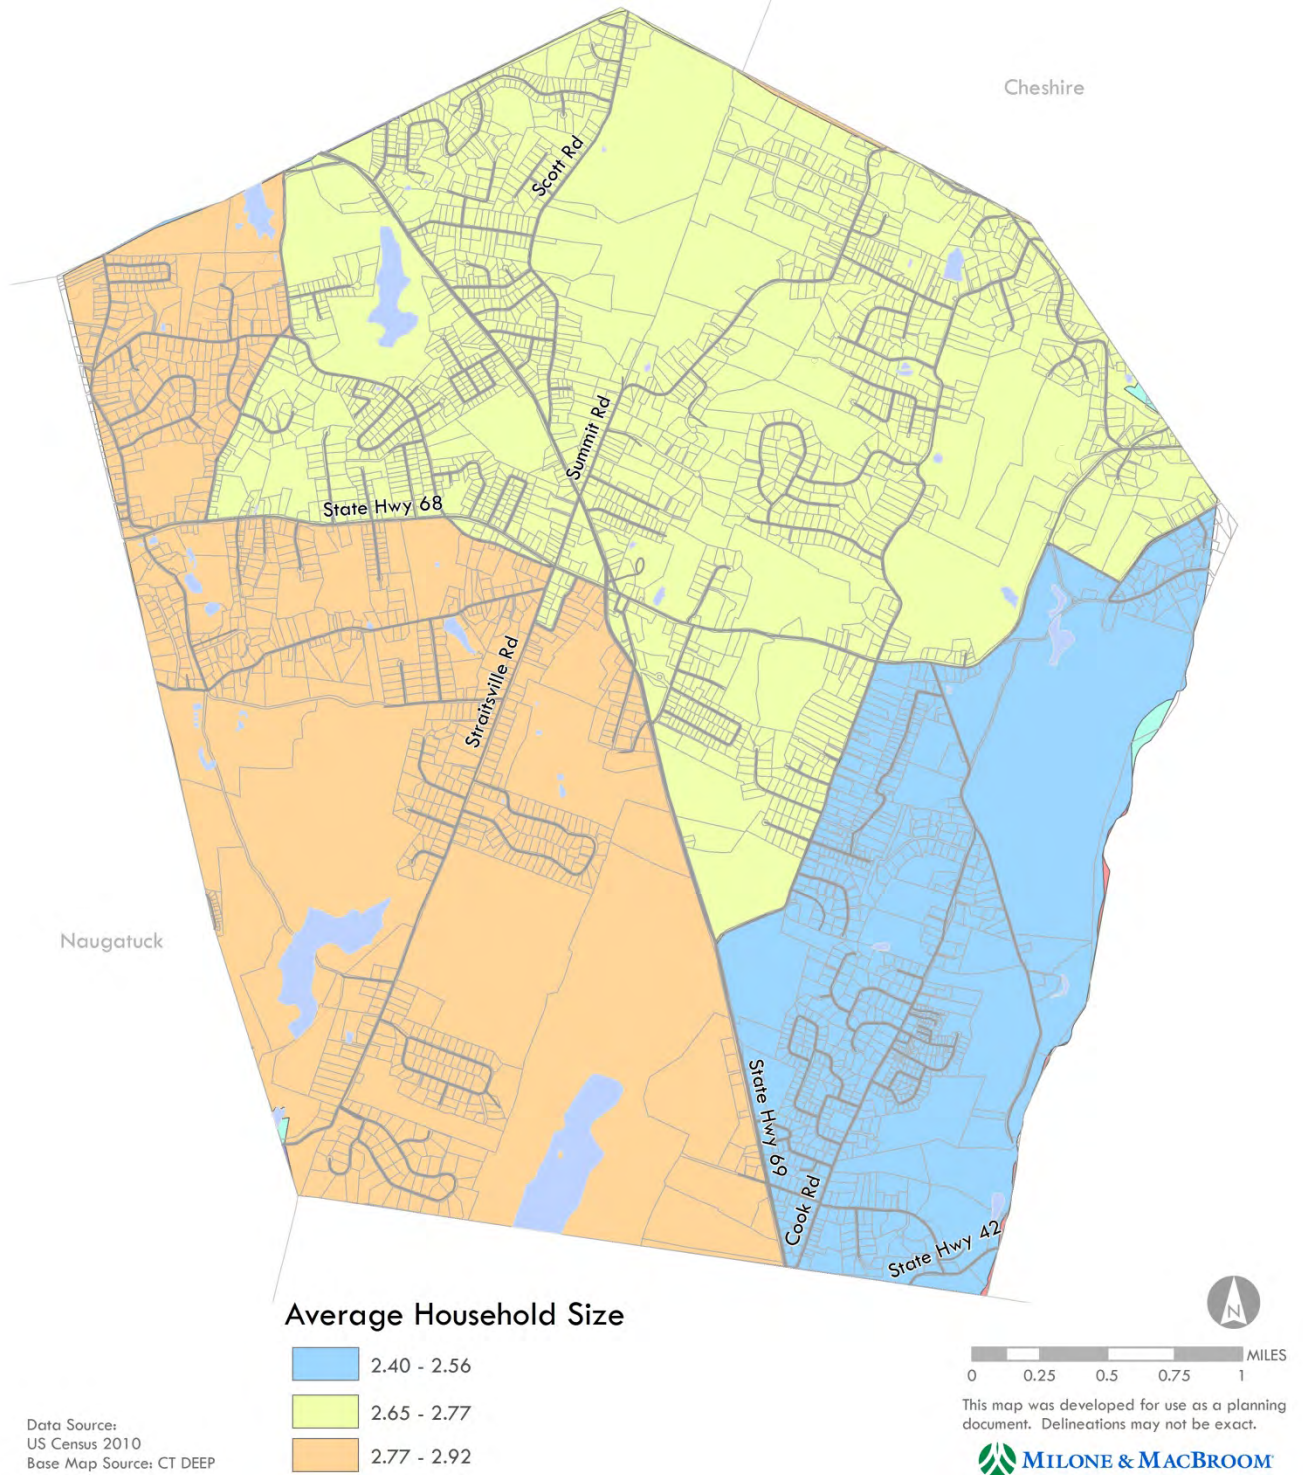 Cheshire
Scott Rd
Summit Rd
State Hwy 68
Straitsville Rd
Naugatuck
State Hwy 69
Cook Rd
State Hwy 42
Average Household Size
2.40 - 2.56
2.65 - 2.77
2.77 - 2.92
Data Source:
US Census 2010
Base Map Source: CT DEEP
N
MILES
0 0.25 0.5 0.75 1
This map was developed for use as a planning
document. Delineations may not be exact.
MILONE & MACBROOM